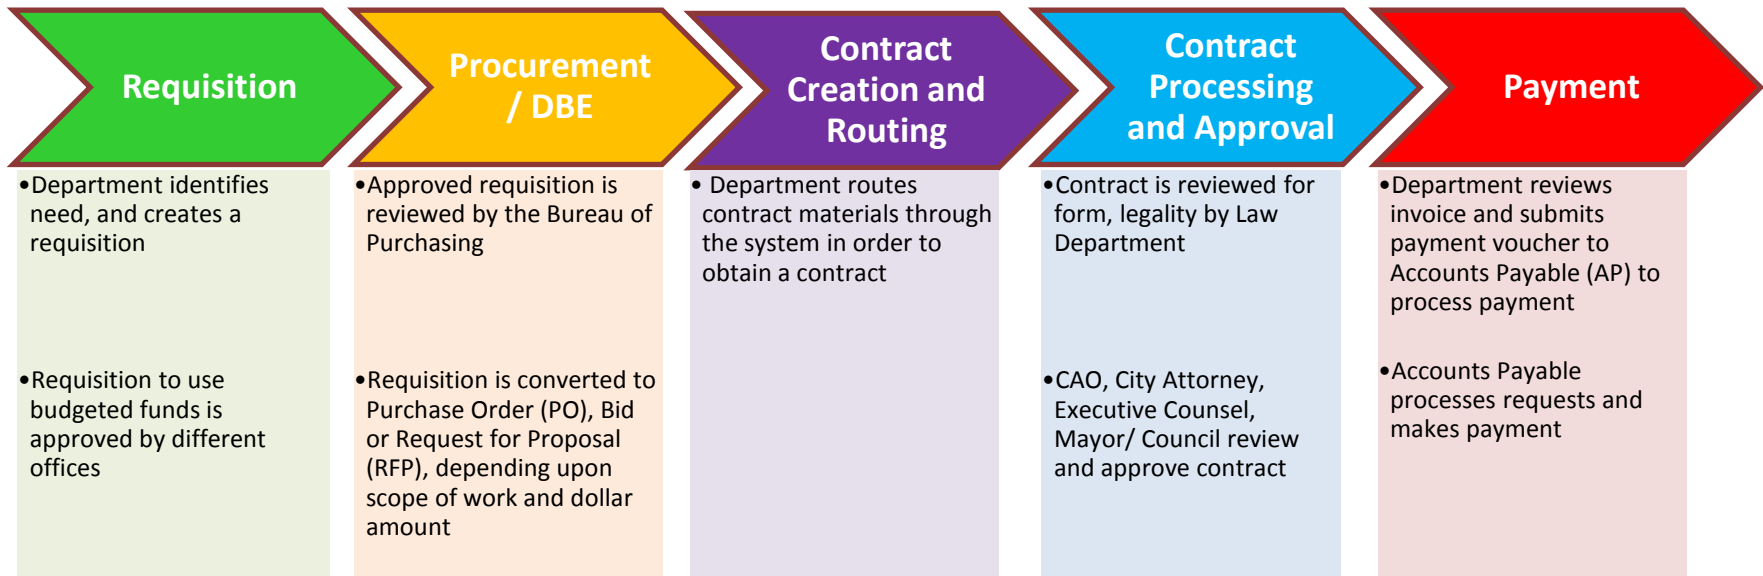 Requisition
Procurement
/ DBE
Contract
Creation and
Routing
Contract
Processing
and Approval
Payment
•Department identifies
need, and creates a
requisition
•Requisition to use
budgeted funds is
approved by different
offices
•Approved requisition is
reviewed by the Bureau of
Purchasing
•Requisition is converted to
Purchase Order (PO), Bid
or Request for Proposal
(RFP), depending upon
scope of work and dollar
amount
• Department routes
contract materials through
the system in order to
obtain a contract
•Contract is reviewed for
form, legality by Law
Department
•CAO, City Attorney,
Executive Counsel,
Mayor/ Council review
and approve contract
•Department reviews
invoice and submits
payment voucher to
Accounts Payable (AP) to
process payment
•Accounts Payable
processes requests and
makes payment